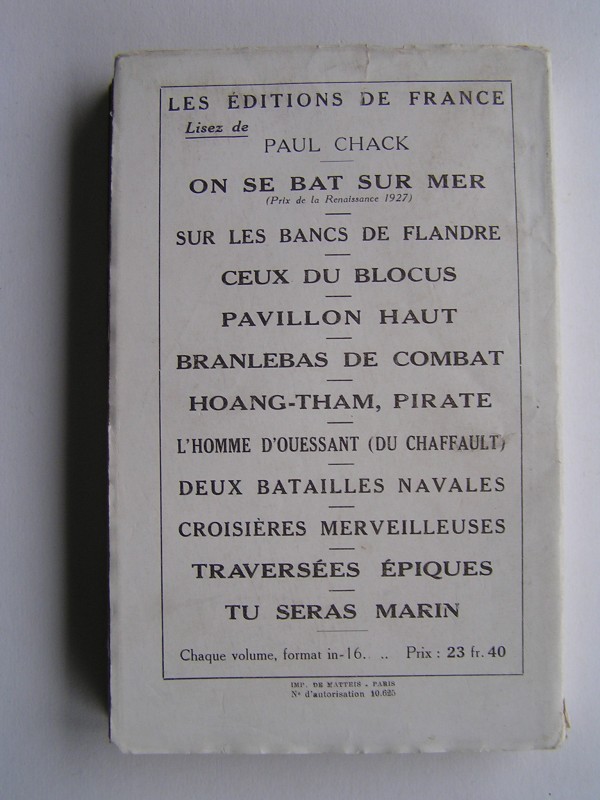 LES ÉDITIONS DE FRANCE
Lisez de
PAUL CHACK
ON SE BAT SUR MER
(Prix de la Renaissance 1927)
SUR LES BANCS DE FLANDRE
CEUX DU BLOCUS
PAVILLON HAUT
BRANLEBAS DE COMBAT
HOANG-THAM, PIRATE
L'HOMME D'OUESSANT (DU CHAFFAULT)
DEUX BATAILLES NAVALES
CROISIÈRES MERVEILLEUSES
TRAVERSÉES ÉPIQUES
TU SERAS MARIN
Chaque volume, format in-16. .. Prix : 23 fr. 40
IMP. DE MATTEIS - PARIS
N° d'autorisation 10.625